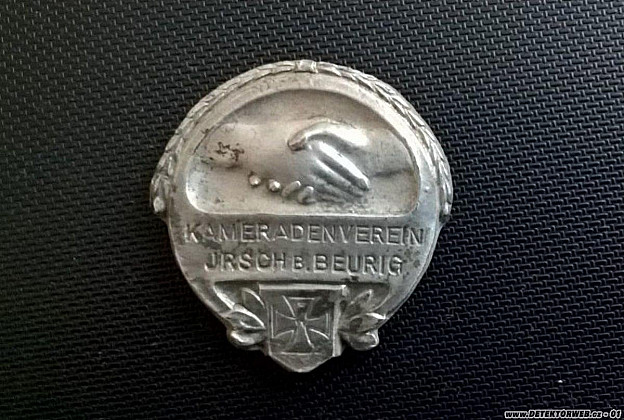 KAMERADENVEREIN
JRSCH B. BEURIG
www.DETEKTORWEB.cz - 01